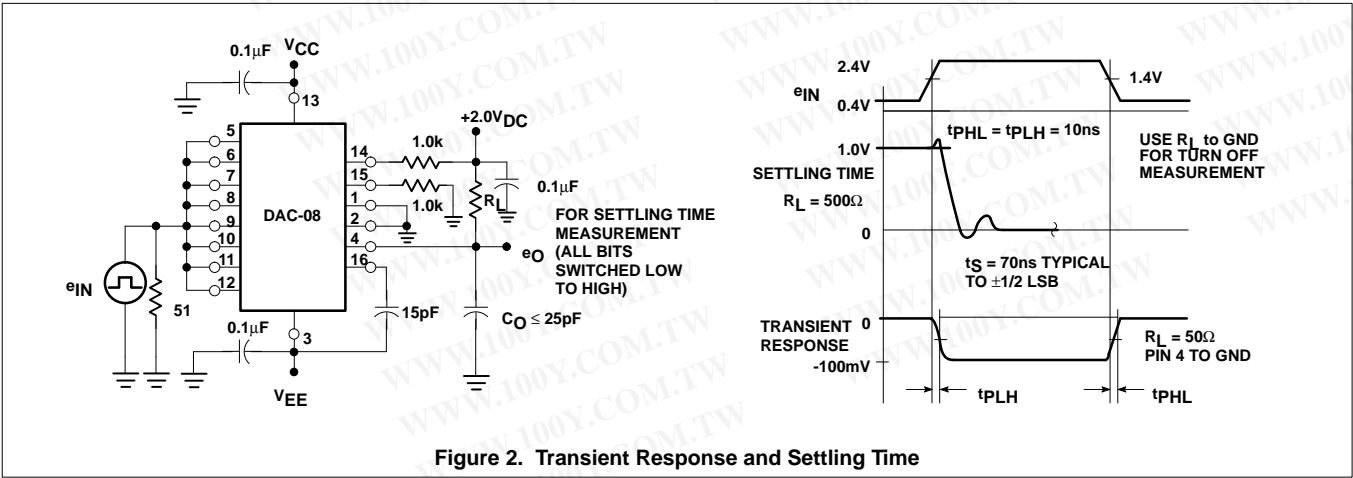 0.1µF
VCC
13
5
6
7
8
9
10
11
12
DAC-08
14
15
1
2
4
16
3
1.0k
1.0k
+2.0VDC
RL
0.1µF
FOR SETTLING TIME
MEASUREMENT
(ALL BITS
SWITCHED LOW
TO HIGH)
eO
eIN
51
0.1µF
15pF
CO ≤ 25pF
VEE
2.4V
eIN
0.4V
1.4V
tPHL = tPLH = 10ns
USE RL to GND
FOR TURN OFF
MEASUREMENT
1.0V
SETTLING TIME
RL = 500Ω
0
tS = 70ns TYPICAL
TO ±1/2 LSB
TRANSIENT
RESPONSE
0
-100mV
RL = 50Ω
PIN 4 TO GND
tPLH
tPHL
Figure 2. Transient Response and Settling Time
WWW.100Y.COM.TW